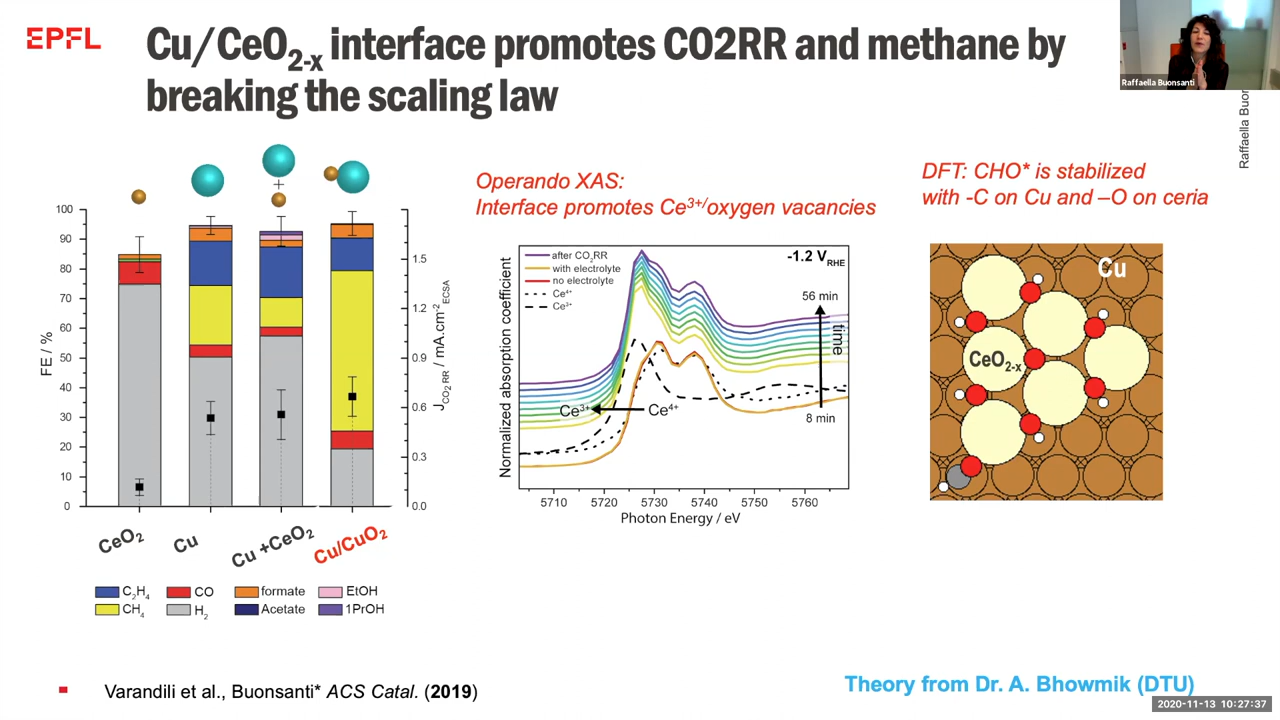 EPFL
Cu/CeO2-x interface promotes CO2RR and methane by
breaking the scaling law
Raffaella Buonsanti
Raffaella Buon
Operando XAS:
Interface promotes Ce3+/oxygen vacancies
DFT: CHO* is stabilized
with -C on Cu and –O on ceria
+
100
90
80
70
60
50
40
30
20
10
0
FE / %
1.5
1.2
0.9
0.6
0.3
0.0
JCO2 RR / mA.cm-2 ECSA
CeO2
Cu
Cu +CeO2
Cu/CuO2
C2H4
CO
formate
EtOH
CH4
H2
Acetate
1PrOH
Normalized absorption coefficient
after CO2RR
with electrolyte
no electrolyte
Ce4+
Ce3+
-1.2 VRHE
56 min
time
8 min
Ce3+
Ce4+
5710
5720
5730
5740
5750
5760
Photon Energy / eV
Cu
CeO2-x
Varandili et al., Buonsanti* ACS Catal. (2019)
Theory from Dr. A. Bhowmik (DTU)
2020-11-13 10:27:37